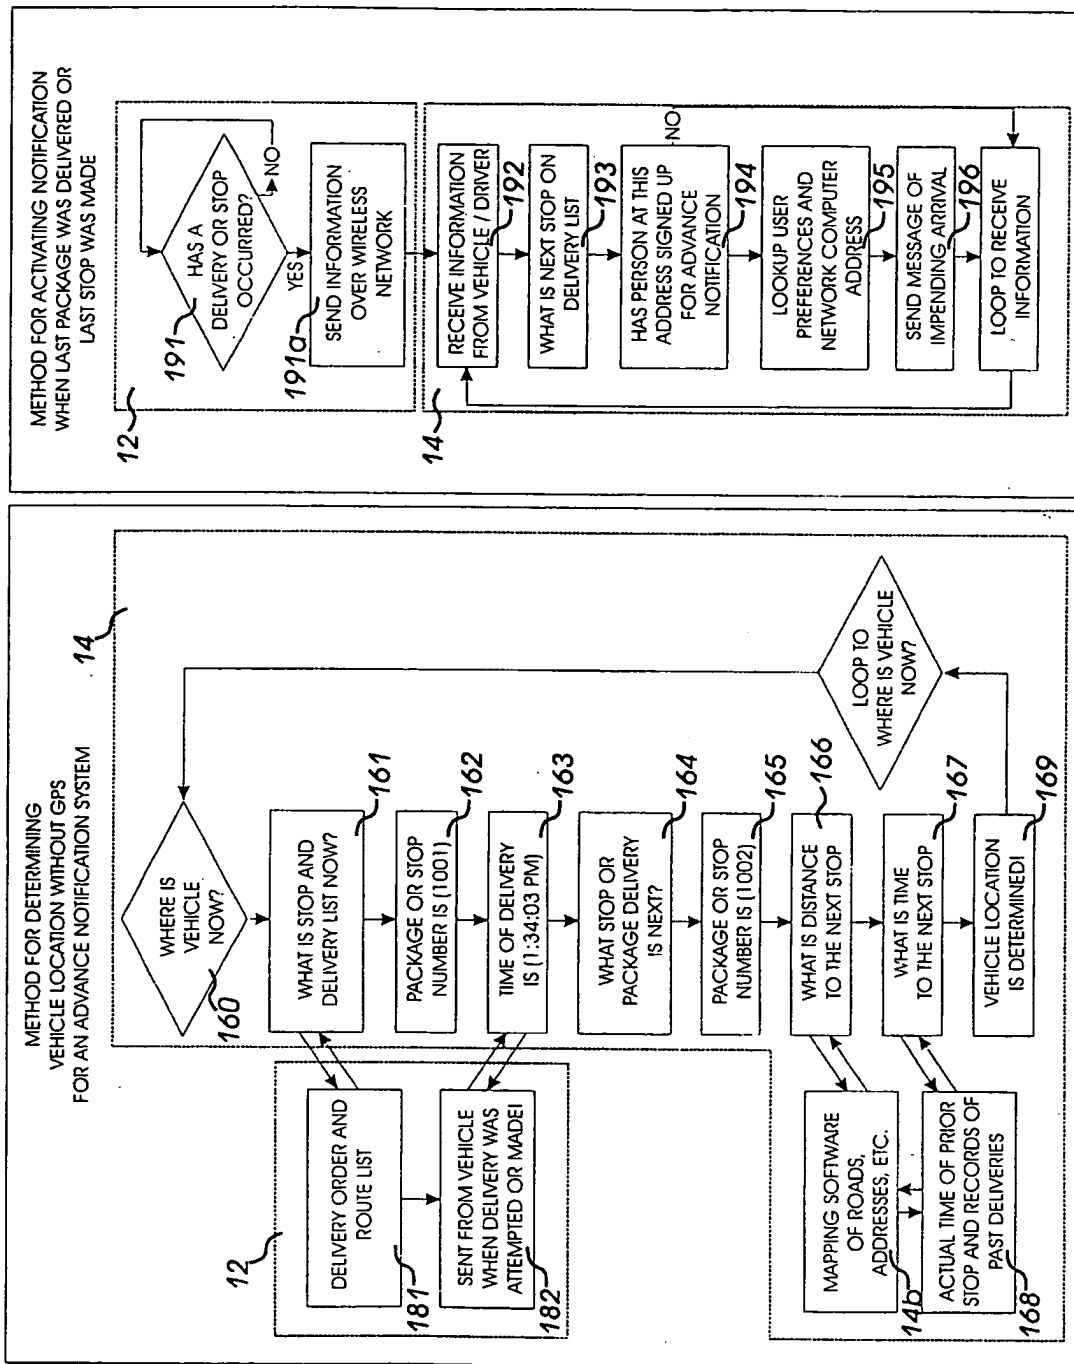 METHOD FOR DETERMINING
VEHICLE LOCATION WITHOUT GPS
FOR AN ADVANCE NOTIFICATION SYSTEM
14
WHERE IS
VEHICLE
NOW?
160
WHAT IS STOP AND
DELIVERY LIST NOW?
161
PACKAGE OR STOP
NUMBER IS (1001)
162
TIME OF DELIVERY
IS (1:34:03 PM)
163
WHAT STOP OR
PACKAGE DELIVERY
IS NEXT?
164
PACKAGE OR STOP
NUMBER IS (1002)
165
WHAT IS DISTANCE
TO THE NEXT STOP
166
WHAT IS TIME
TO THE NEXT STOP
167
VEHICLE LOCATION
IS DETERMINED!
169
LOOP TO
WHERE IS VEHICLE
NOW?
12
DELIVERY ORDER AND
ROUTE LIST
181
SENT FROM VEHICLE
WHEN DELIVERY WAS
ATTEMPTED OR MADE!
182
MAPPING SOFTWARE
OF ROADS,
ADDRESSES, ETC.
14b
ACTUAL TIME OF PRIOR
STOP AND RECORDS OF
PAST DELIVERIES
168
METHOD FOR ACTIVATING NOTIFICATION
WHEN LAST PACKAGE WAS DELIVERED OR
LAST STOP WAS MADE
12
HAS A
DELIVERY OR STOP
OCCURRED?
191
NO
YES
SEND INFORMATION
OVER WIRELESS
NETWORK
191a
14
RECEIVE INFORMATION
FROM VEHICLE / DRIVER
192
WHAT IS NEXT STOP ON
DELIVERY LIST
193
HAS PERSON AT THIS
ADDRESS SIGNED UP
FOR ADVANCE
NOTIFICATION
194
NO
LOOKUP USER
PREFERENCES AND
NETWORK COMPUTER
ADDRESS
195
SEND MESSAGE OF
IMPENDING ARRIVAL
196
LOOP TO RECEIVE
INFORMATION